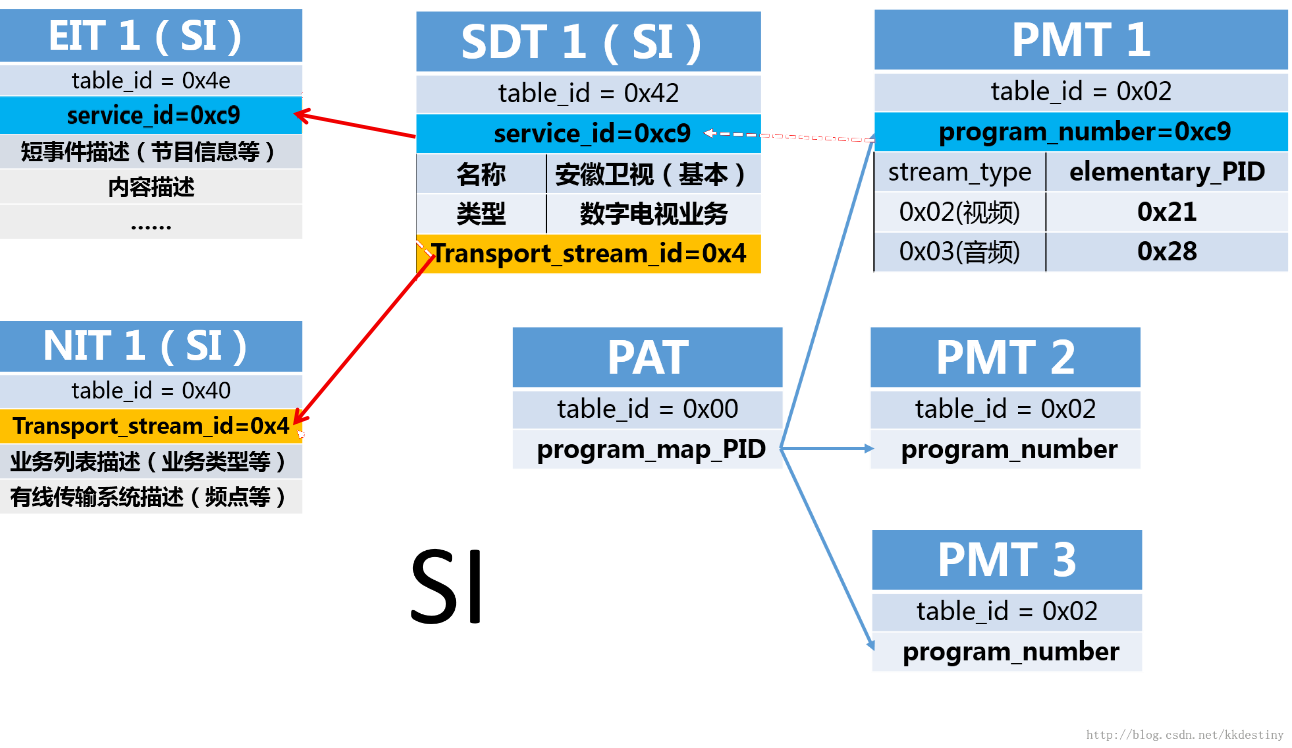 EIT 1（SI）
table_id = 0x4e
service_id=0xc9
短事件描述（节目信息等）
内容描述
......
SDT 1（SI）
table_id = 0x42
service_id=0xc9
名称 安徽卫视（基本）
类型 数字电视业务
Transport_stream_id=0x4
PMT 1
table_id = 0x02
program_number=0xc9
stream_type elementary_PID
0x02(视频) 0x21
0x03(音频) 0x28
NIT 1（SI）
table_id = 0x40
Transport_stream_id=0x4
业务列表描述（业务类型等）
有线传输系统描述（频点等）
PAT
table_id = 0x00
program_map_PID
PMT 2
table_id = 0x02
program_number
SI
PMT 3
table_id = 0x02
program_number
http://blog.csdn.net/kkdestiny